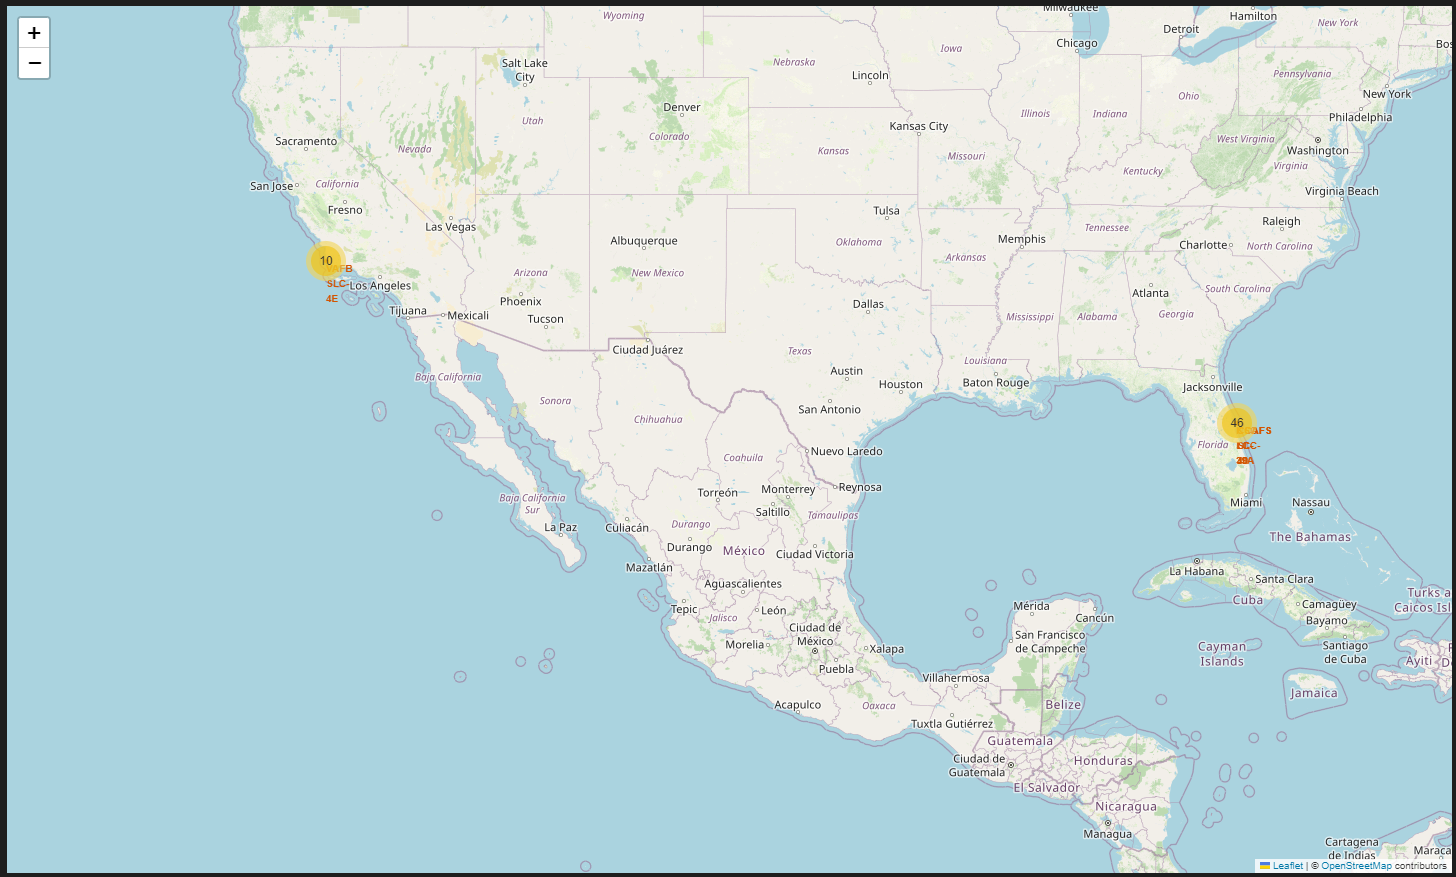 +
−
Wyoming
Milwaukee
Hamilton
New York
Detroit
Chicago
Iowa
Salt Lake
City
Nebraska
Lincoln
Pennsylvania
New York
Denver
Ohio
Illinois
Indiana
Philadelphia
Utah
Kansas City
Colorado
Sacramento
Nevada
Kansas
Missouri
West Virginia
Washington
Virginia
Kentucky
San Jose
California
Fresno
Virginia Beach
Las Vegas
Tulsa
Raleigh
Tennessee
Albuquerque
Oklahoma
Memphis
Charlotte
North Carolina
Arkansas
10
SLC-
4E
Los Angeles
Arizona
New Mexico
Phoenix
Dallas
Atlanta
South Carolina
Tijuana
Mexicali
Tucson
Mississippi
Alabama
Georgia
Ciudad Juárez
Texas
Louisiana
Baja California
Austin
Houston
Baton Rouge
Jacksonville
Sonora
San Antonio
Chihuahua
46
Florida
Coahuila
Nuevo Laredo
Baja California
Sur
Torreón
Monterrey
Reynosa
Miami
Nassau
Saltillo
Tamaulipas
La Paz
Culiacán
Durango
The Bahamas
Durango
México
Ciudad Victoria
Mazatlán
La Habana
Santa Clara
Aguascalientes
Turks a
Caicos Isl
Cuba
Camagüey
Tepic
León
Jalisco
Mérida
Cancún
Bayamo
Ciudad de
México
San Francisco
de Campeche
Santiago
de Cuba
Morelia
Xalapa
Cayman
Islands
Puebla
Ayiti
Villahermosa
Jamaica
Acapulco
Oaxaca
Belize
Tuxtla Gutiérrez
Guatemala
Ciudad de
Guatemala
Honduras
El Salvador
Nicaragua
Managua
Cartagena
de Indias
Maraca
Leaflet | © OpenStreetMap contributors